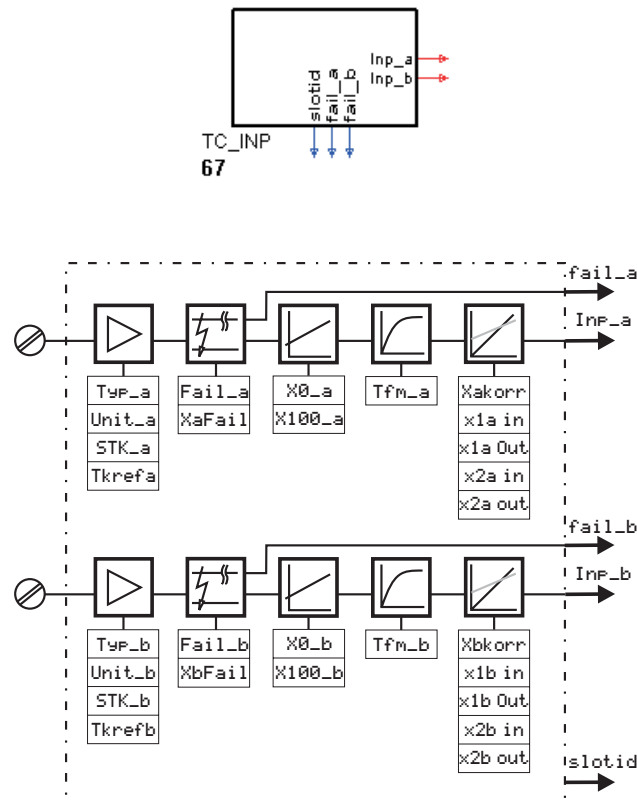 Inp_a
Inp_b
slotid
fail_a
fail_b
TC_INP
67
fail_a
Inp_a
Typ_a
Unit_a
STK_a
Tkrefa
Fail_a
XaFail
X0_a
X100_a
Tfm_a
Xakorr
x1a in
x1a Out
x2a in
x2a out
fail_b
Inp_b
Typ_b
Unit_b
STK_b
Tkrefb
Fail_b
XbFail
X0_b
X100_b
Tfm_b
Xbkorr
x1b in
x1b Out
x2b in
x2b out
slotid